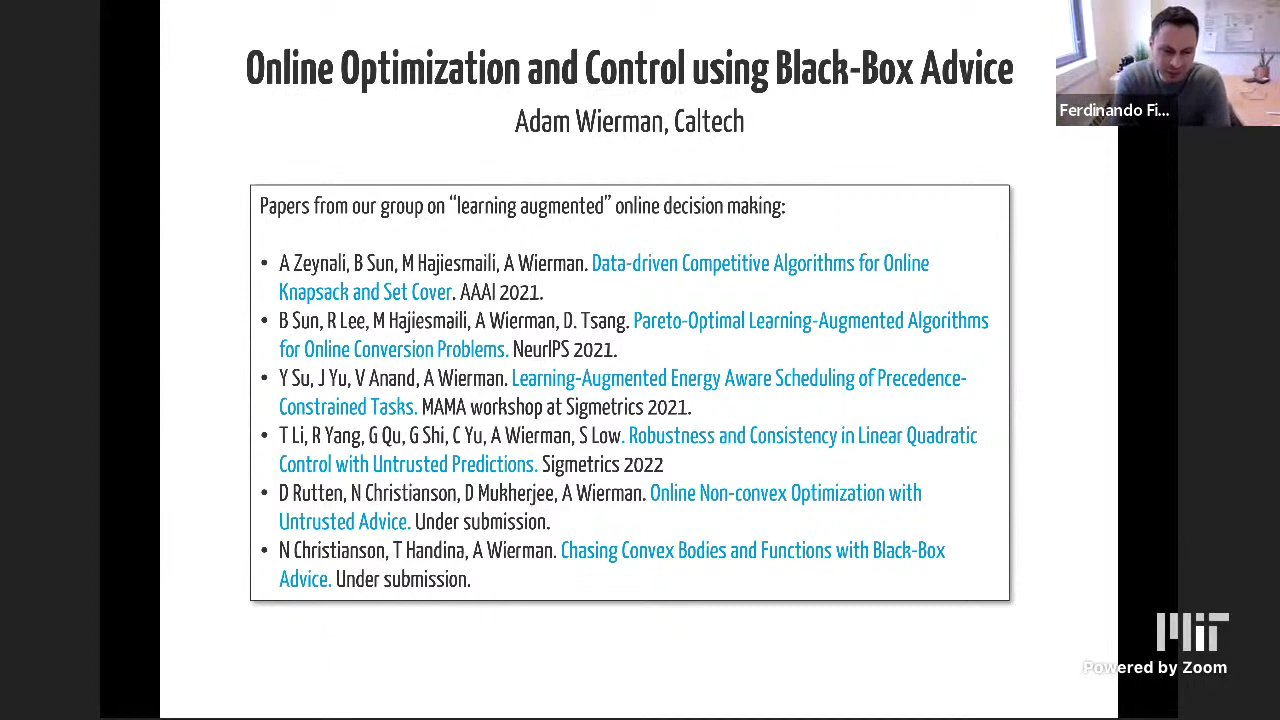 Online Optimization and Control using Black-Box Advice
Adam Wierman, Caltech
Ferdinando Fi...
Papers from our group on “learning augmented” online decision making:
• A Zeynali, B Sun, M Hajiesmaili, A Wierman. Data-driven Competitive Algorithms for Online
Knapsack and Set Cover. AAAI 2021.
• B Sun, R Lee, M Hajiesmaili, A Wierman, D. Tsang. Pareto-Optimal Learning-Augmented Algorithms
for Online Conversion Problems. NeurIPS 2021.
• Y Su, J Yu, V Anand, A Wierman. Learning-Augmented Energy Aware Scheduling of Precedence-
Constrained Tasks. MAMA workshop at Sigmetrics 2021.
• T Li, R Yang, G Qu, G Shi, C Yu, A Wierman, S Low. Robustness and Consistency in Linear Quadratic
Control with Untrusted Predictions. Sigmetrics 2022
• D Rutten, N Christianson, D Mukherjee, A Wierman. Online Non-convex Optimization with
Untrusted Advice. Under submission.
• N Christianson, T Handina, A Wierman. Chasing Convex Bodies and Functions with Black-Box
Advice. Under submission.
MIT
Powered by Zoom